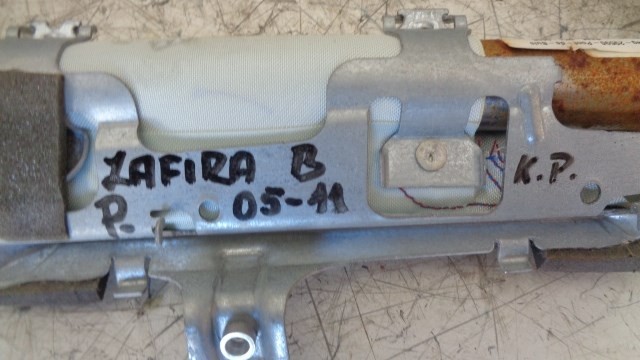 ZAFIRA B
P. - 05-11
K.P.